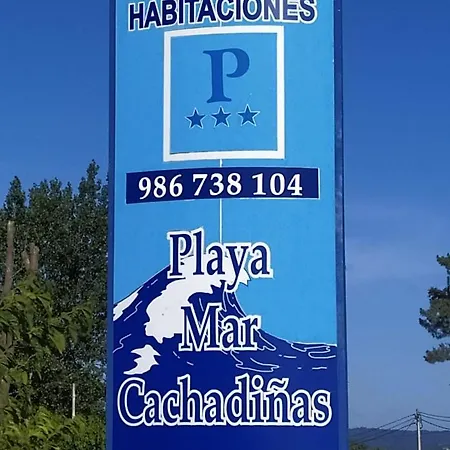 HABITACIONES
P
986 738 104
Playa
Mar
Cachadiñas